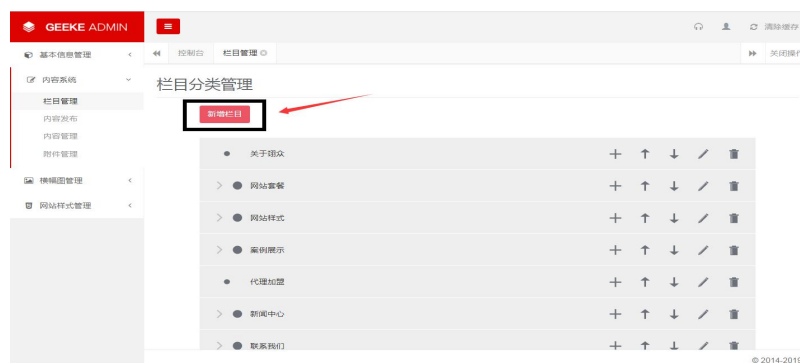 GEEKE ADMIN
清除缓存
基本信息管理
控制台 栏目管理
关闭操作
内容系统
栏目分类管理
栏目管理
新增栏目
内容发布
内容管理
附件管理
关于翊众
横幅图管理
网站套餐
网站样式管理
网站样式
案例展示
代理加盟
新闻中心
联系我们
© 2014-2019